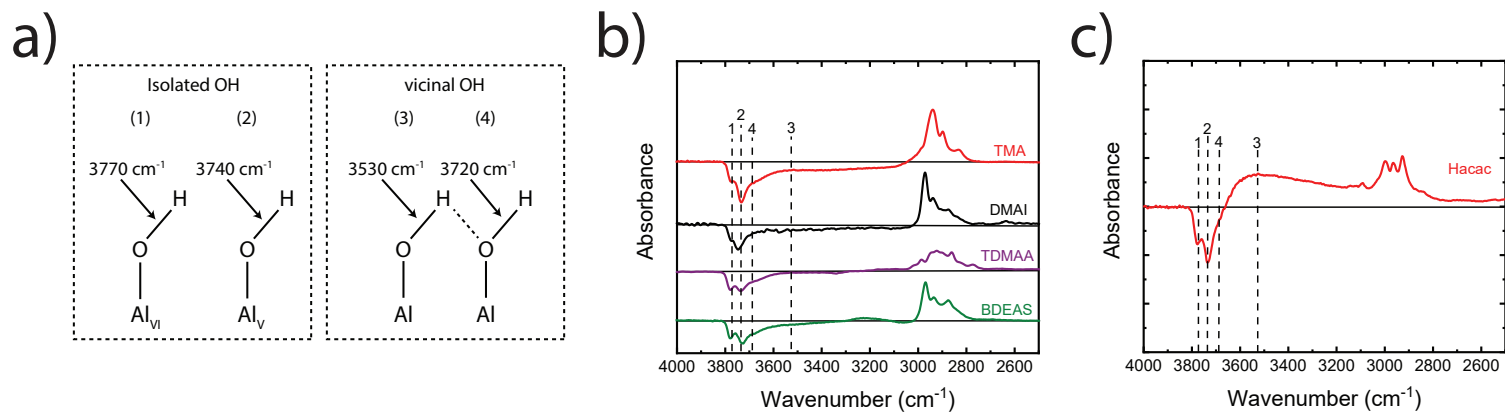 a)
Isolated OH
(1) (2)
3770 cm⁻¹ 3740 cm⁻¹
H H
O O
Al_VI Al_V
vicinal OH
(3) (4)
3530 cm⁻¹ 3720 cm⁻¹
H H
O O
Al Al
b)
Absorbance
1 2 4 3
TMA
DMAI
TDMAA
BDEAS
4000 3800 3600 3400 3200 3000 2800 2600
Wavenumber (cm⁻¹)
c)
Absorbance
1 2 4 3
Hacac
4000 3800 3600 3400 3200 3000 2800 2600
Wavenumber (cm⁻¹)